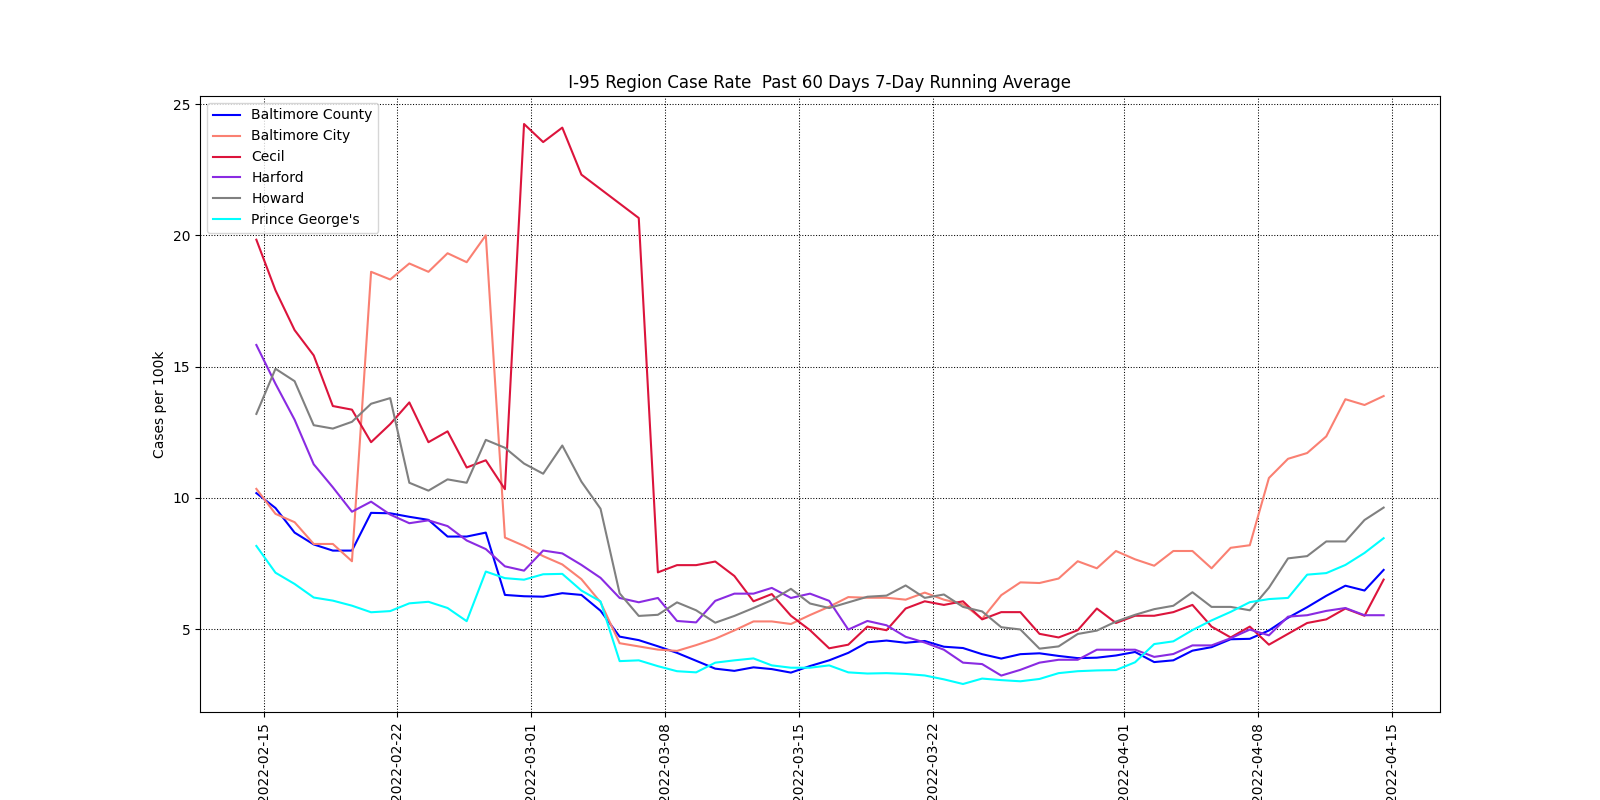 I-95 Region Case Rate  Past 60 Days 7-Day Running Average
Cases per 100k
25
20
15
10
5
Baltimore County
Baltimore City
Cecil
Harford
Howard
Prince George's
2022-02-15
2022-02-22
2022-03-01
2022-03-08
2022-03-15
2022-03-22
2022-04-01
2022-04-08
2022-04-15